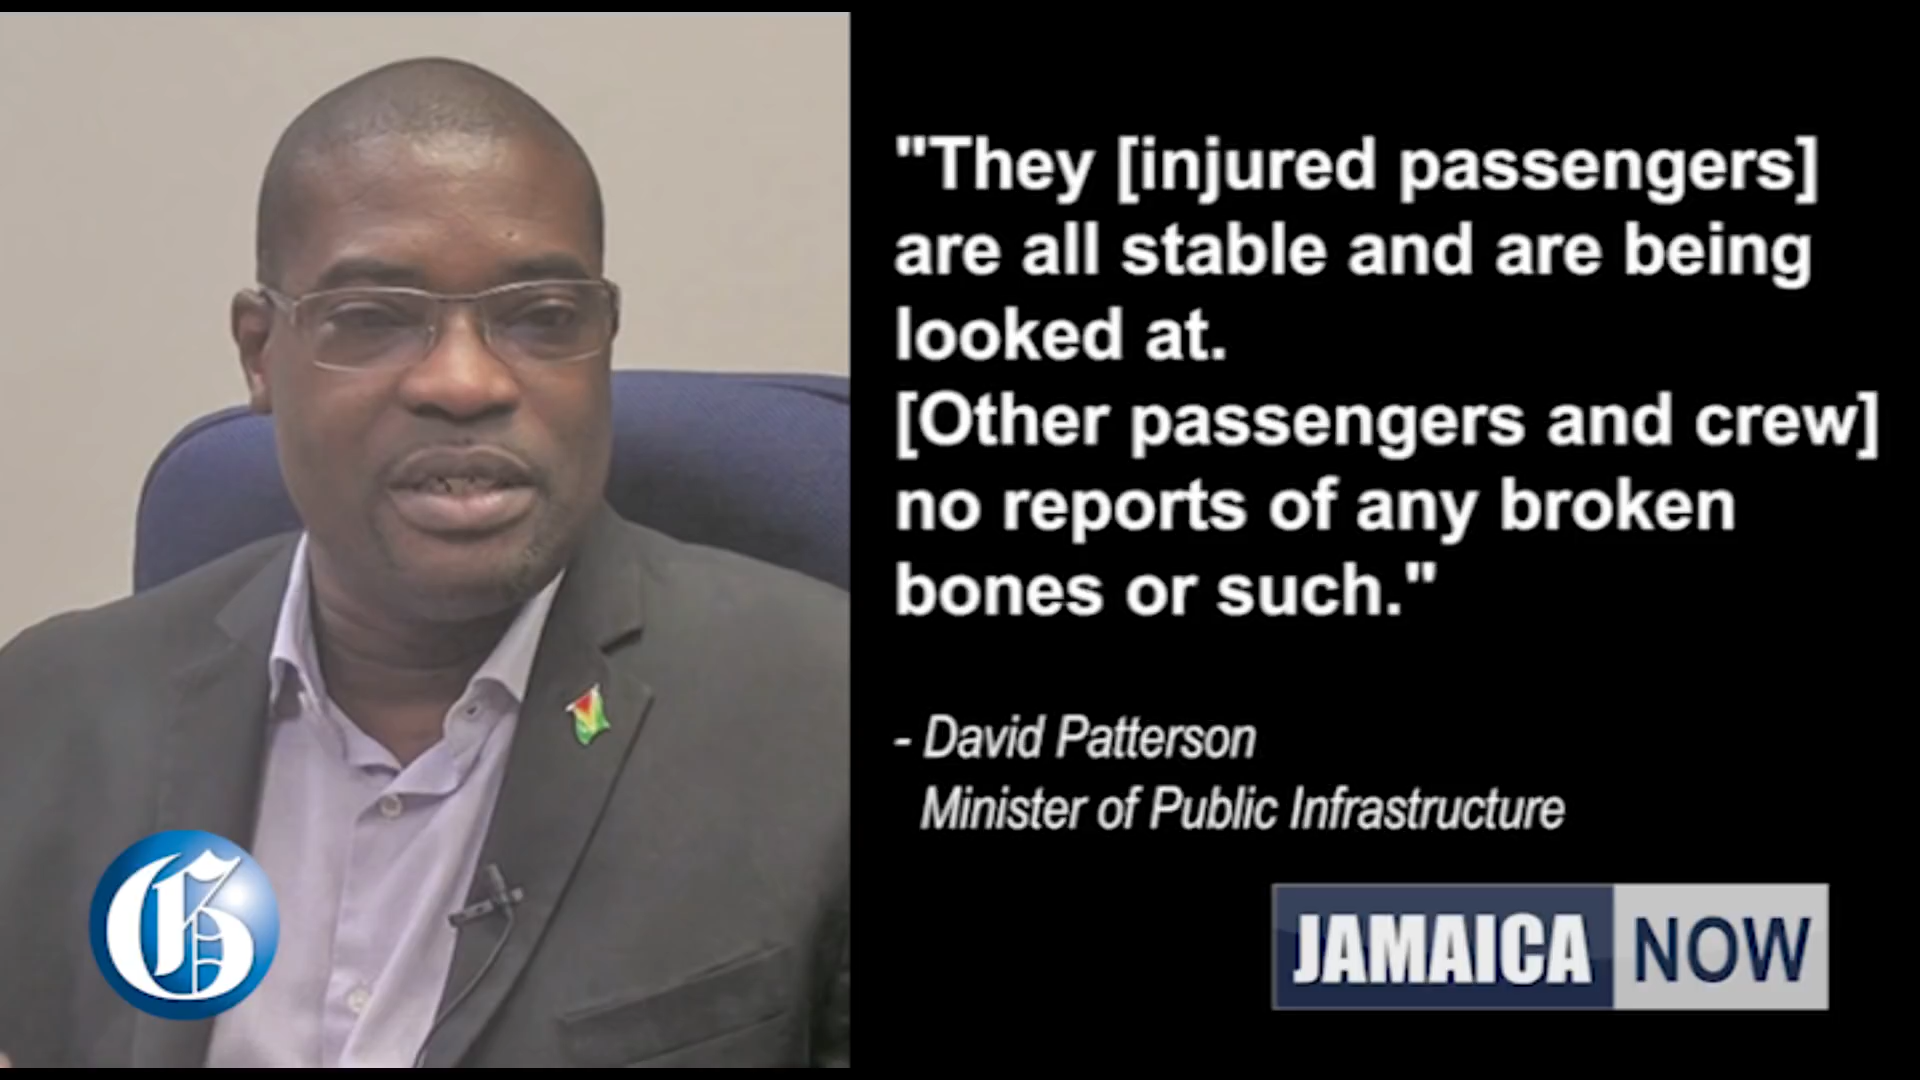 "They [injured passengers]
are all stable and are being
looked at.
[Other passengers and crew]
no reports of any broken
bones or such."
- David Patterson
Minister of Public Infrastructure
G
JAMAICA NOW